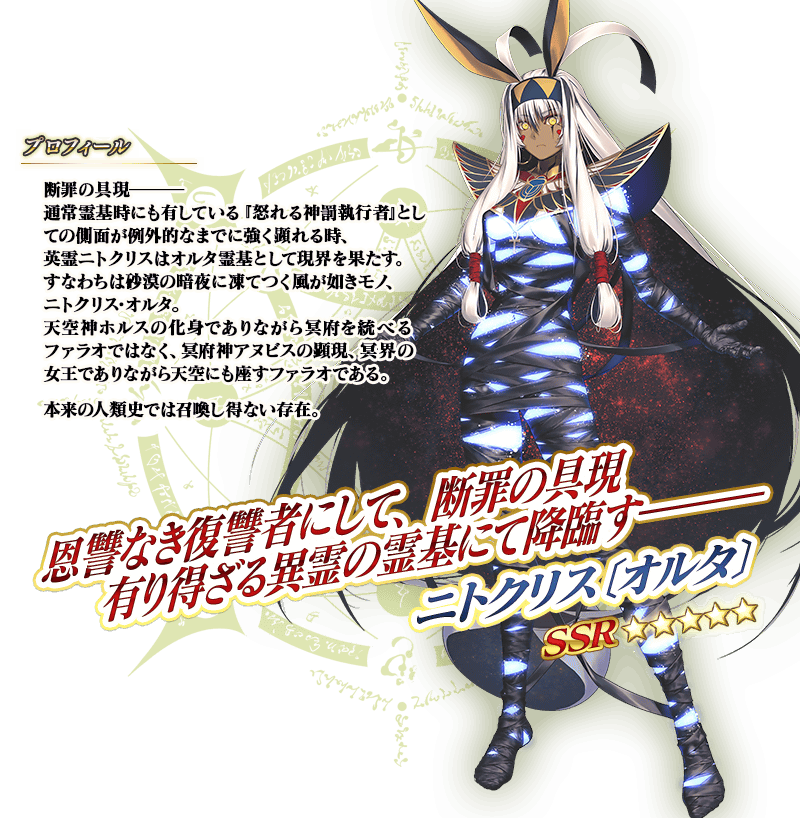 プロフィール
断罪の具現───
通常霊基時にも有している『怒れる神罰執行者』とし
ての側面が例外的なまでに強く顕れる時、
英霊ニトクリスはオルタ霊基として現界を果たす。
すなわちは砂漠の暗夜に凍てつく風が如きモノ、
ニトクリス・オルタ。
天空神ホルスの化身でありながら冥府を統べる
ファラオではなく、冥府神アヌビスの顕現、冥界の
女王でありながら天空にも座すファラオである。
本来の人類史では召喚し得ない存在。
恩讐なき復讐者にして、断罪の具現
有り得ざる異霊の霊基にて降臨す───
ニトクリス〔オルタ〕
SSR ★★★★★